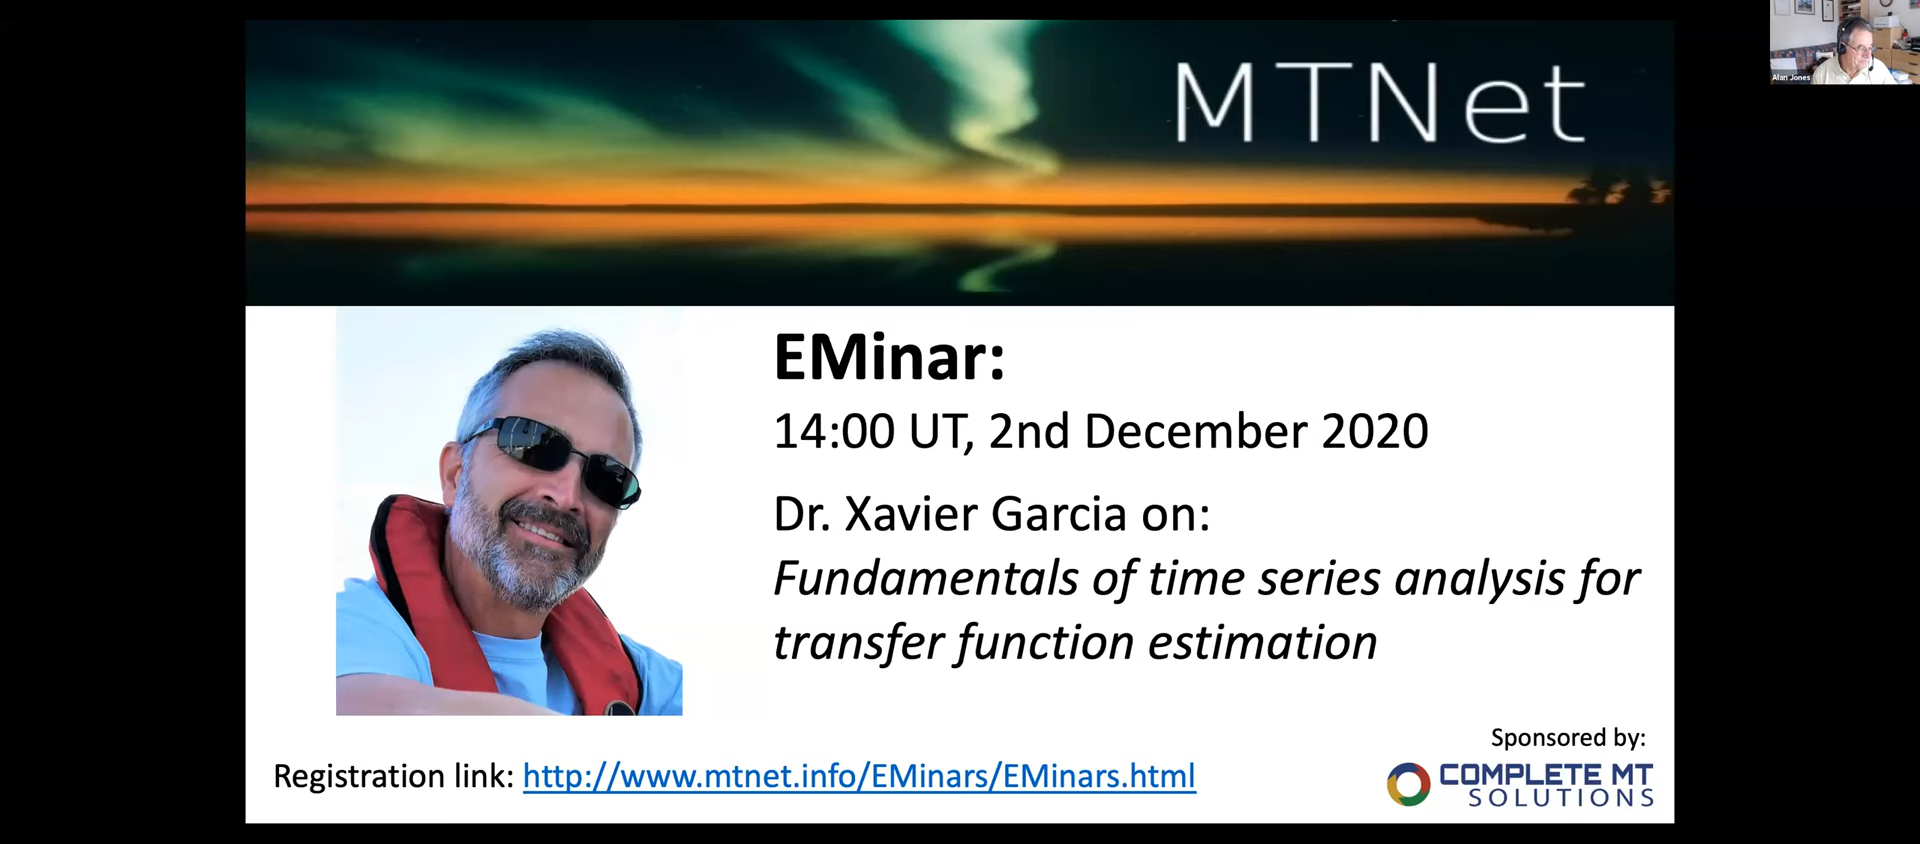 MTNet
Alan Jones
EMinar:
14:00 UT, 2nd December 2020
Dr. Xavier Garcia on:
Fundamentals of time series analysis for
transfer function estimation
Sponsored by:
Registration link: http://www.mtnet.info/EMinars/EMinars.html
COMPLETE MT
SOLUTIONS